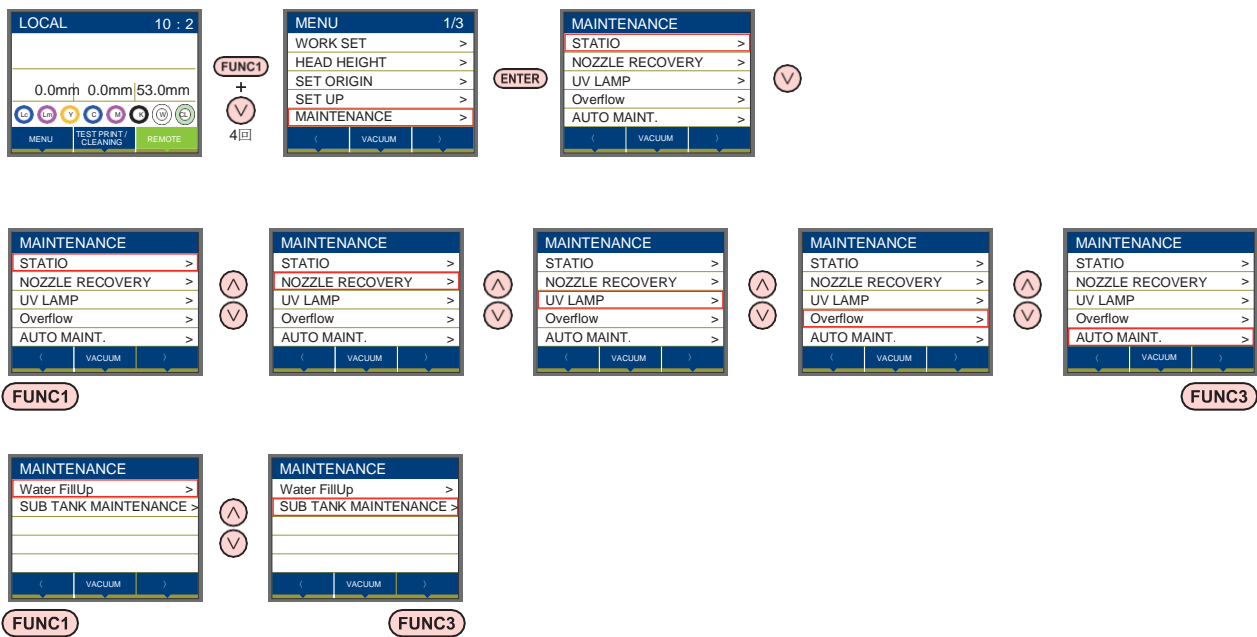 LOCAL 10 : 2
0.0mm 0.0mm 53.0mm
Lc Lm Y C M K W CL
MENU TEST PRINT / CLEANING REMOTE
FUNC1
+
4回
MENU 1/3
WORK SET >
HEAD HEIGHT >
SET ORIGIN >
SET UP >
MAINTENANCE >
〈 VACUUM 〉
ENTER
MAINTENANCE
STATIO >
NOZZLE RECOVERY >
UV LAMP >
Overflow >
AUTO MAINT. >
〈 VACUUM 〉
MAINTENANCE
STATIO >
NOZZLE RECOVERY >
UV LAMP >
Overflow >
AUTO MAINT. >
〈 VACUUM 〉
FUNC1
MAINTENANCE
STATIO >
NOZZLE RECOVERY >
UV LAMP >
Overflow >
AUTO MAINT. >
〈 VACUUM 〉
MAINTENANCE
STATIO >
NOZZLE RECOVERY >
UV LAMP >
Overflow >
AUTO MAINT. >
〈 VACUUM 〉
MAINTENANCE
STATIO >
NOZZLE RECOVERY >
UV LAMP >
Overflow >
AUTO MAINT. >
〈 VACUUM 〉
MAINTENANCE
STATIO >
NOZZLE RECOVERY >
UV LAMP >
Overflow >
AUTO MAINT. >
〈 VACUUM 〉
FUNC3
MAINTENANCE
Water FillUp >
SUB TANK MAINTENANCE >
〈 VACUUM 〉
FUNC1
MAINTENANCE
Water FillUp >
SUB TANK MAINTENANCE >
〈 VACUUM 〉
FUNC3